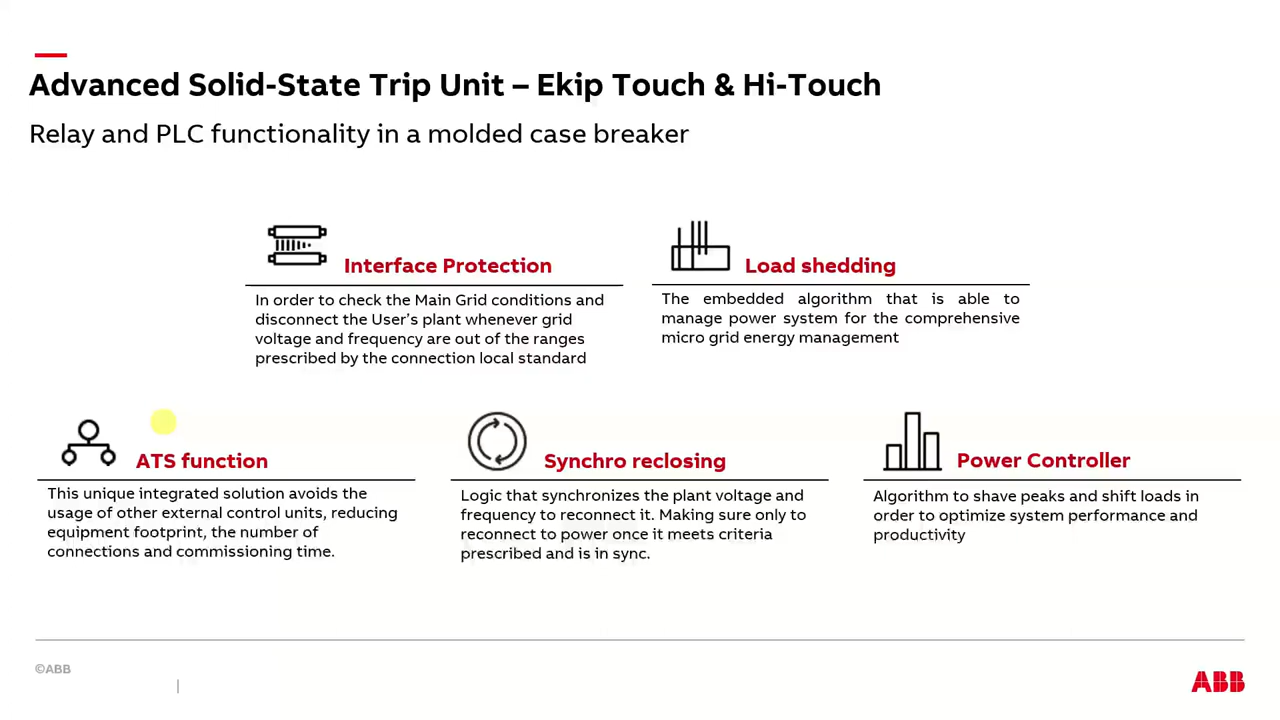 Advanced Solid-State Trip Unit – Ekip Touch & Hi-Touch
Relay and PLC functionality in a molded case breaker
Interface Protection
In order to check the Main Grid conditions and
disconnect the User's plant whenever grid
voltage and frequency are out of the ranges
prescribed by the connection local standard
Load shedding
The embedded algorithm that is able to
manage power system for the comprehensive
micro grid energy management
ATS function
This unique integrated solution avoids the
usage of other external control units, reducing
equipment footprint, the number of
connections and commissioning time.
Synchro reclosing
Logic that synchronizes the plant voltage and
frequency to reconnect it. Making sure only to
reconnect to power once it meets criteria
prescribed and is in sync.
Power Controller
Algorithm to shave peaks and shift loads in
order to optimize system performance and
productivity
©ABB
ABB